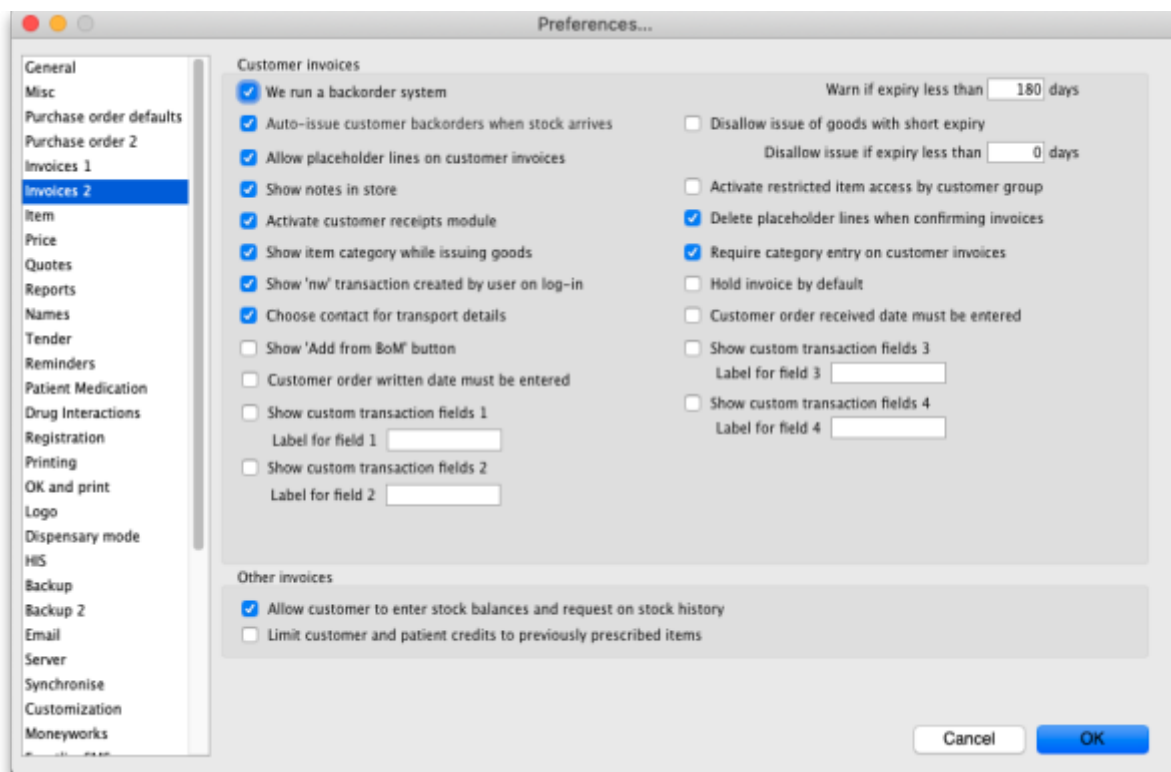 Preferences...
General
Misc
Purchase order defaults
Purchase order 2
Invoices 1
Invoices 2
Item
Price
Quotes
Reports
Names
Tender
Reminders
Patient Medication
Drug Interactions
Registration
Printing
OK and print
Logo
Dispensary mode
HIS
Backup
Backup 2
Email
Server
Synchronise
Customization
Moneyworks
Customer invoices
We run a backorder system
Auto-issue customer backorders when stock arrives
Allow placeholder lines on customer invoices
Show notes in store
Activate customer receipts module
Show item category while issuing goods
Show 'nw' transaction created by user on log-in
Choose contact for transport details
Show 'Add from BoM' button
Customer order written date must be entered
Show custom transaction fields 1
Label for field 1
Show custom transaction fields 2
Label for field 2
Warn if expiry less than 180 days
Disallow issue of goods with short expiry
Disallow issue if expiry less than 0 days
Activate restricted item access by customer group
Delete placeholder lines when confirming invoices
Require category entry on customer invoices
Hold invoice by default
Customer order received date must be entered
Show custom transaction fields 3
Label for field 3
Show custom transaction fields 4
Label for field 4
Other invoices
Allow customer to enter stock balances and request on stock history
Limit customer and patient credits to previously prescribed items
Cancel
OK